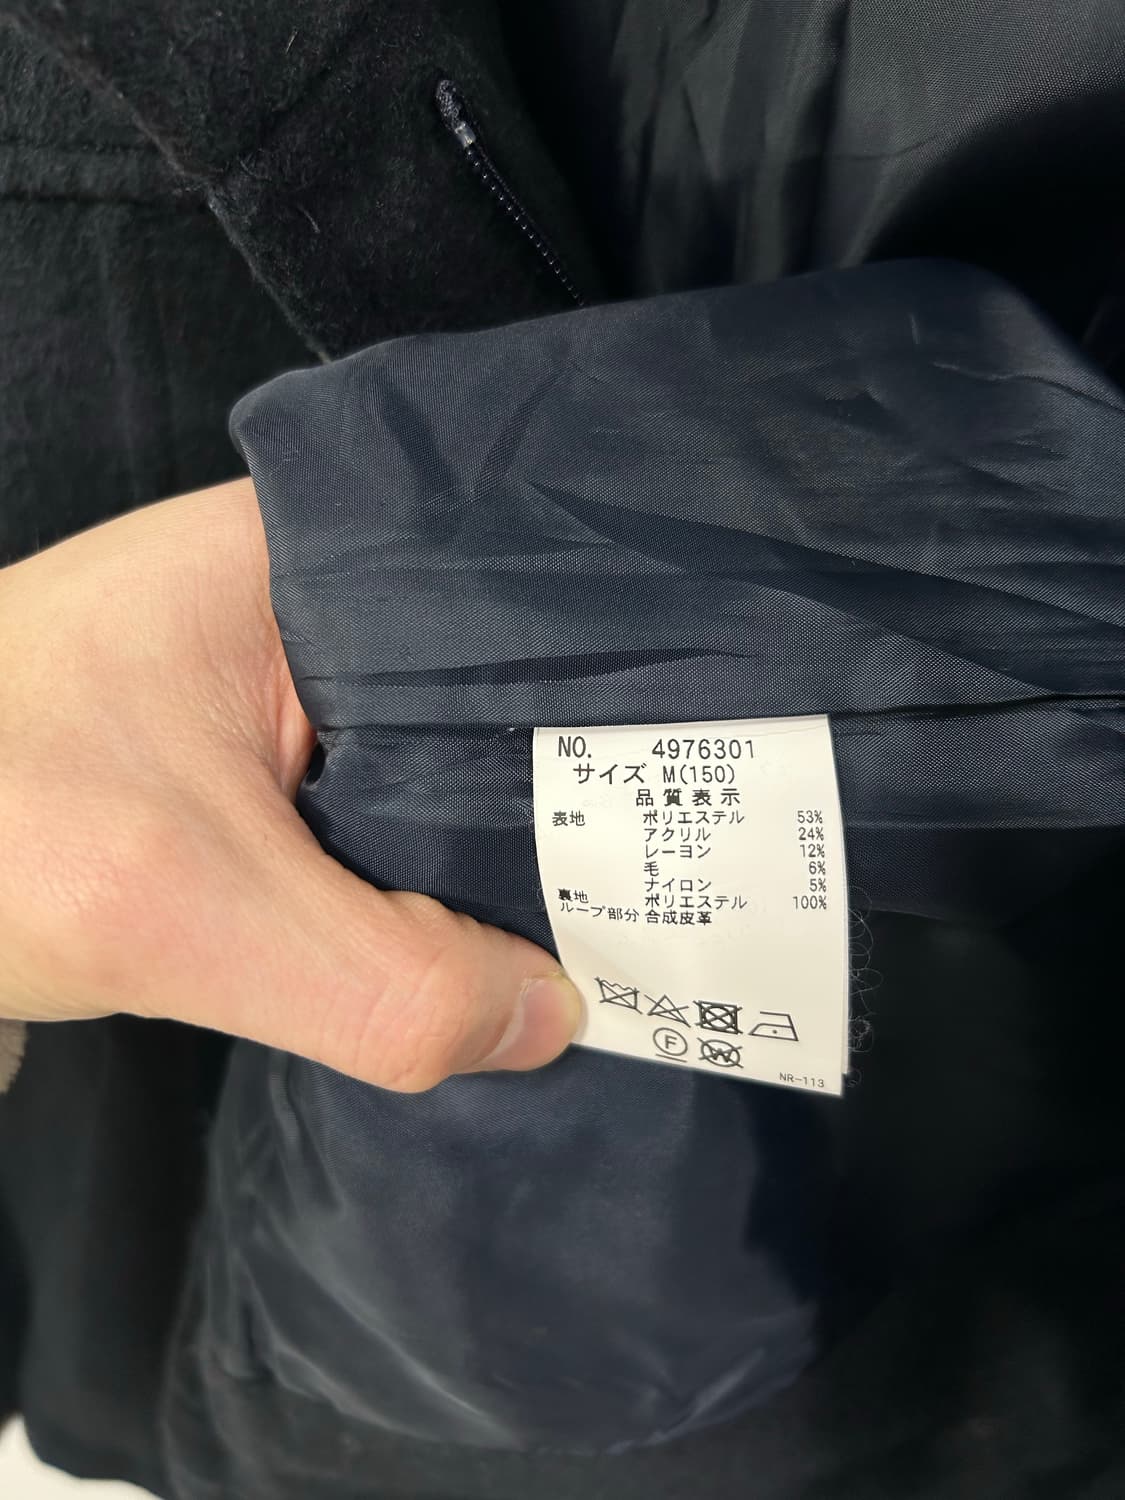 NO. 4976301
サイズ M(150)
品質表示
表地 ポリエステル 53%
アクリル 24%
レーヨン 12%
毛 6%
ナイロン 5%
裏地 ポリエステル 100%
ループ部分 合成皮革
F W
NR-113